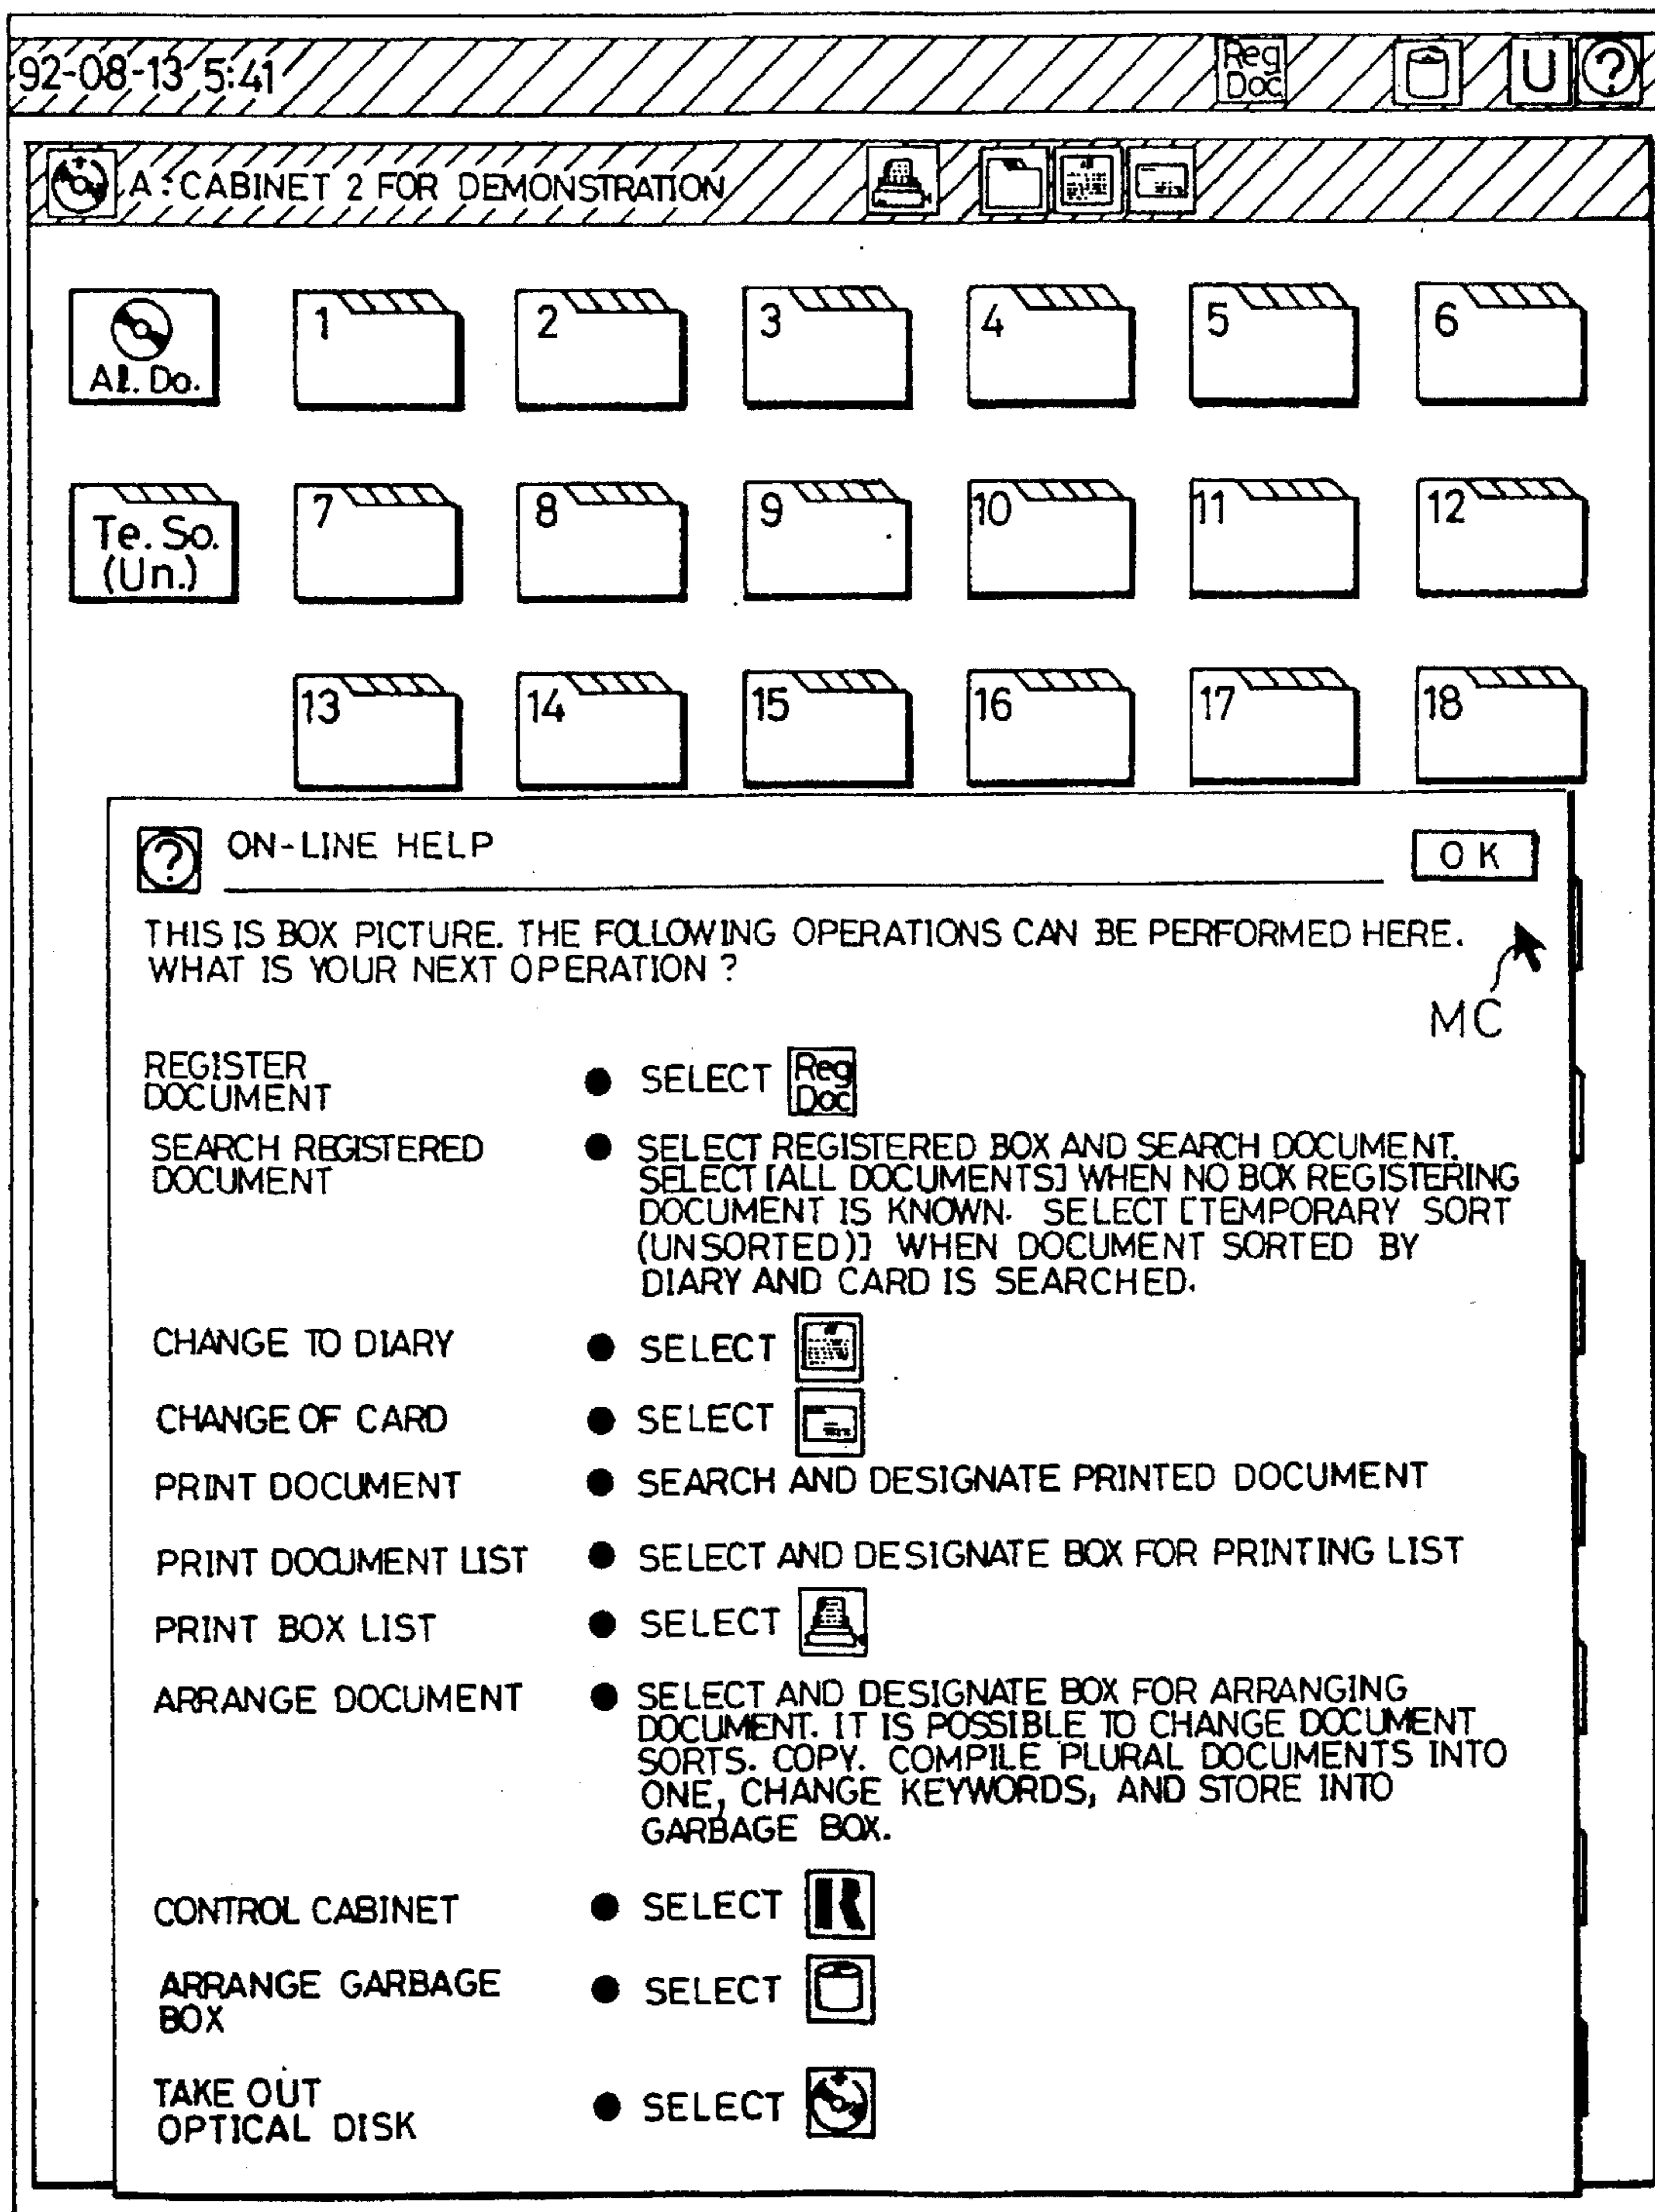 92-08-13 5:41 Reg Doc U ?
A: CABINET 2 FOR DEMONSTRATION
Al. Do. 1 2 3 4 5 6
Te. So. (Un.) 7 8 9 10 11 12
13 14 15 16 17 18
? ON-LINE HELP OK
THIS IS BOX PICTURE. THE FOLLOWING OPERATIONS CAN BE PERFORMED HERE.
WHAT IS YOUR NEXT OPERATION ?
MC
REGISTER
DOCUMENT
● SELECT Reg Doc
SEARCH REGISTERED
DOCUMENT
● SELECT REGISTERED BOX AND SEARCH DOCUMENT.
SELECT [ALL DOCUMENTS] WHEN NO BOX REGISTERING
DOCUMENT IS KNOWN. SELECT [TEMPORARY SORT
(UNSORTED)] WHEN DOCUMENT SORTED BY
DIARY AND CARD IS SEARCHED.
CHANGE TO DIARY ● SELECT
CHANGE OF CARD ● SELECT
PRINT DOCUMENT ● SEARCH AND DESIGNATE PRINTED DOCUMENT
PRINT DOCUMENT LIST ● SELECT AND DESIGNATE BOX FOR PRINTING LIST
PRINT BOX LIST ● SELECT
ARRANGE DOCUMENT ● SELECT AND DESIGNATE BOX FOR ARRANGING
DOCUMENT. IT IS POSSIBLE TO CHANGE DOCUMENT
SORTS. COPY. COMPILE PLURAL DOCUMENTS INTO
ONE, CHANGE KEYWORDS, AND STORE INTO
GARBAGE BOX.
CONTROL CABINET ● SELECT R
ARRANGE GARBAGE
BOX
● SELECT
TAKE OUT
OPTICAL DISK
● SELECT